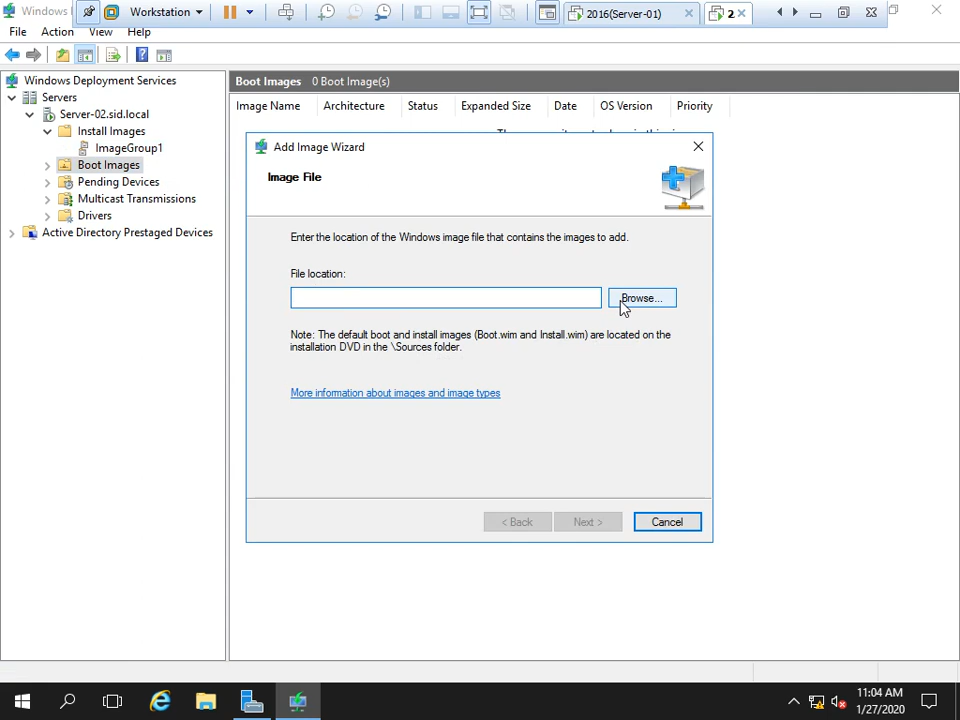 Windows
Workstation
2016(Server-01)
2
File Action View Help
Windows Deployment Services
Servers
Server-02.sid.local
Install Images
ImageGroup1
Boot Images
Pending Devices
Multicast Transmissions
Drivers
Active Directory Prestaged Devices
Boot Images 0 Boot Image(s)
Image Name Architecture Status Expanded Size Date OS Version Priority
Add Image Wizard
Image File
Enter the location of the Windows image file that contains the images to add.
File location:
Browse...
Note: The default boot and install images (Boot.wim and Install.wim) are located on the
installation DVD in the \Sources folder.
More information about images and image types
< Back Next > Cancel
11:04 AM
1/27/2020